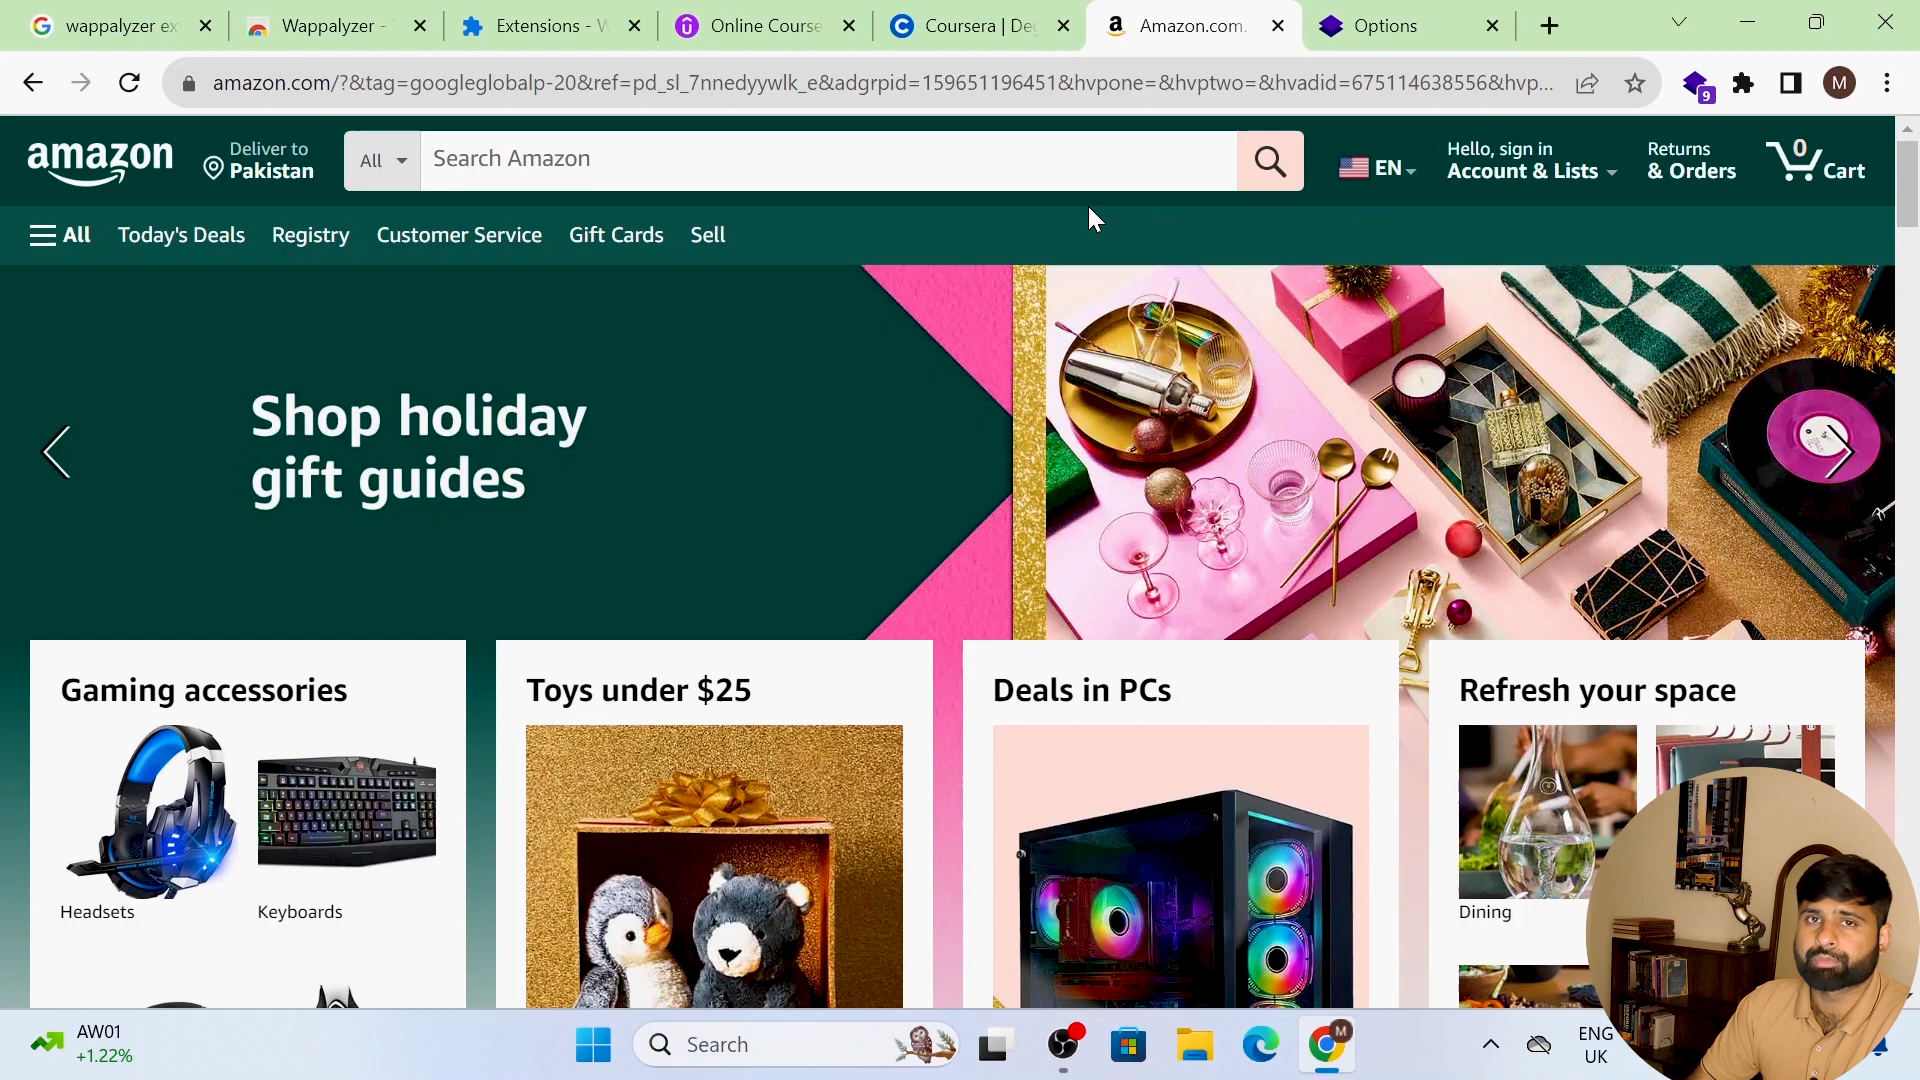 wappalyzer ex
Wappalyzer -
Extensions - W
Online Course
Coursera | Deg
Amazon.com.
Options
amazon.com/?&tag=googleglobalp-20&ref=pd_sl_7nnedyywlk_e&adgrpid=159651196451&hvpone=&hvptwo=&hvadid=675114638556&hvp...
9
M
amazon
Deliver to
Pakistan
All
Search Amazon
EN
Hello, sign in
Account & Lists
Returns
& Orders
0
Cart
All
Today's Deals
Registry
Customer Service
Gift Cards
Sell
Shop holiday
gift guides
Gaming accessories
Headsets
Keyboards
Toys under $25
Deals in PCs
Refresh your space
Dining
AW01
+1.22%
Search
M
ENG
UK